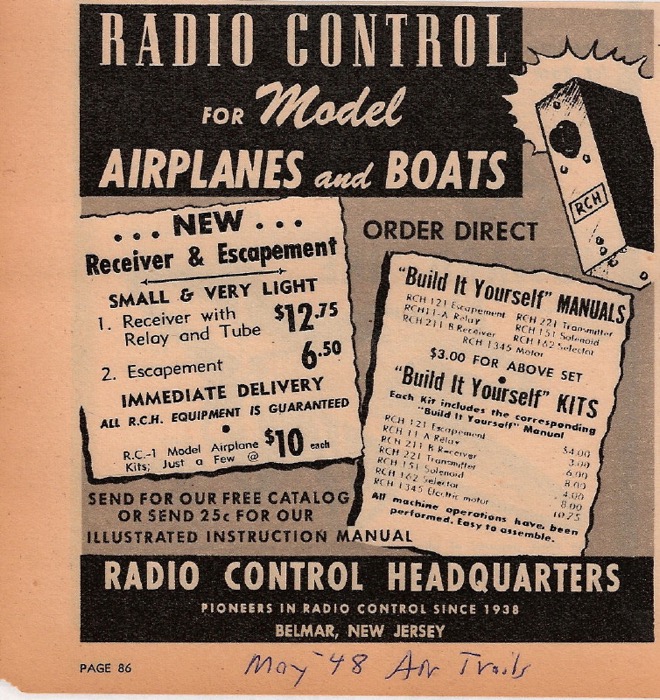 RADIO CONTROL
FOR Model
AIRPLANES and BOATS
RCH
... NEW ...
Receiver & Escapement
SMALL & VERY LIGHT
1. Receiver with Relay and Tube $12.75
2. Escapement 6.50
IMMEDIATE DELIVERY
ALL R.C.H. EQUIPMENT IS GUARANTEED
R.C.-1 Model Airplane Kits; Just a Few @ $10 each
ORDER DIRECT
"Build It Yourself" MANUALS
RCH 121 Escapement RCH 221 Transmitter
RCH11-A Relay RCH 151 Solenoid
RCH 211 B Receiver RCH 162 Selector
RCH 1345 Motor
$3.00 FOR ABOVE SET
"Build It Yourself" KITS
Each Kit includes the corresponding
"Build It Yourself" Manual
RCH 121 Escapement $4.00
RCH 11 A Relay 3.00
RCH 211 B Receiver 6.00
RCH 221 Transmitter 8.00
RCH 151 Solenoid 4.00
RCH 162 Selector 8.00
RCH 1345 Electric motor 10.75
All machine operations have been
performed. Easy to assemble.
SEND FOR OUR FREE CATALOG
OR SEND 25c FOR OUR
ILLUSTRATED INSTRUCTION MANUAL
RADIO CONTROL HEADQUARTERS
PIONEERS IN RADIO CONTROL SINCE 1938
BELMAR, NEW JERSEY
PAGE 86
May '48 Air Trails